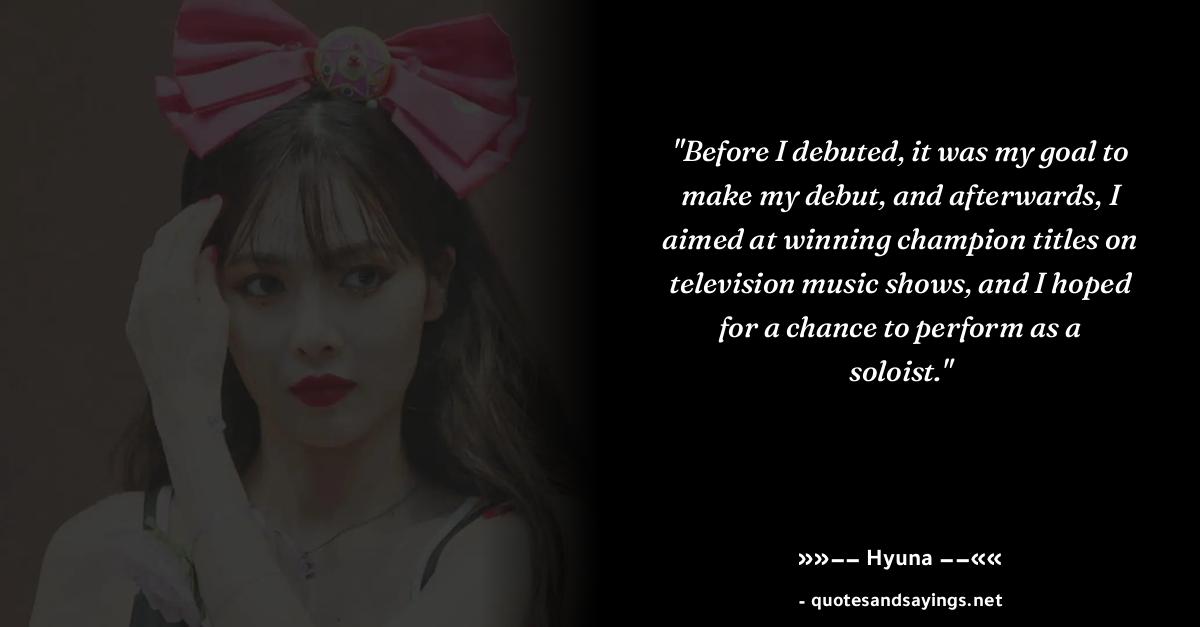 "Before I debuted, it was my goal to
make my debut, and afterwards, I
aimed at winning champion titles on
television music shows, and I hoped
for a chance to perform as a
soloist."
»»–– Hyuna ––««
- quotesandsayings.net